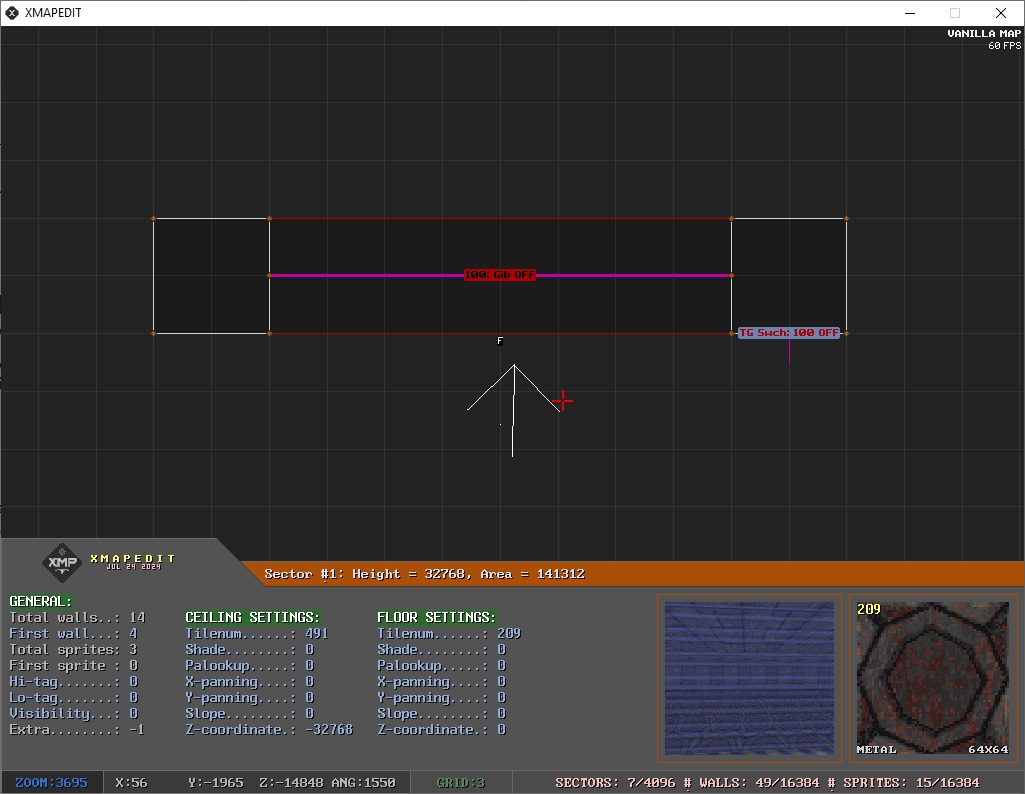 XMAPEDIT
VANILLA MAP
60 FPS
100: Gib OFF
TG Swch: 100 OFF
F
XMP
XMAPEDIT
JUL 24 2024
Sector #1: Height = 32768, Area = 141312
GENERAL:
Total walls..: 14
First wall...: 4
Total sprites: 3
First sprite : 0
Hi-tag.......: 0
Lo-tag.......: 0
Visibility...: 0
Extra........: -1
CEILING SETTINGS:
Tilenum......: 491
Shade........: 0
Palookup.....: 0
X-panning....: 0
Y-panning....: 0
Slope........: 0
Z-coordinate.: -32768
FLOOR SETTINGS:
Tilenum......: 209
Shade........: 0
Palookup.....: 0
X-panning....: 0
Y-panning....: 0
Slope........: 0
Z-coordinate.: 0
209
METAL 64X64
ZOOM:3695 X:56 Y:-1965 Z:-14848 ANG:1550 GRID:3 SECTORS: 7/4096 # WALLS: 49/16384 # SPRITES: 15/16384